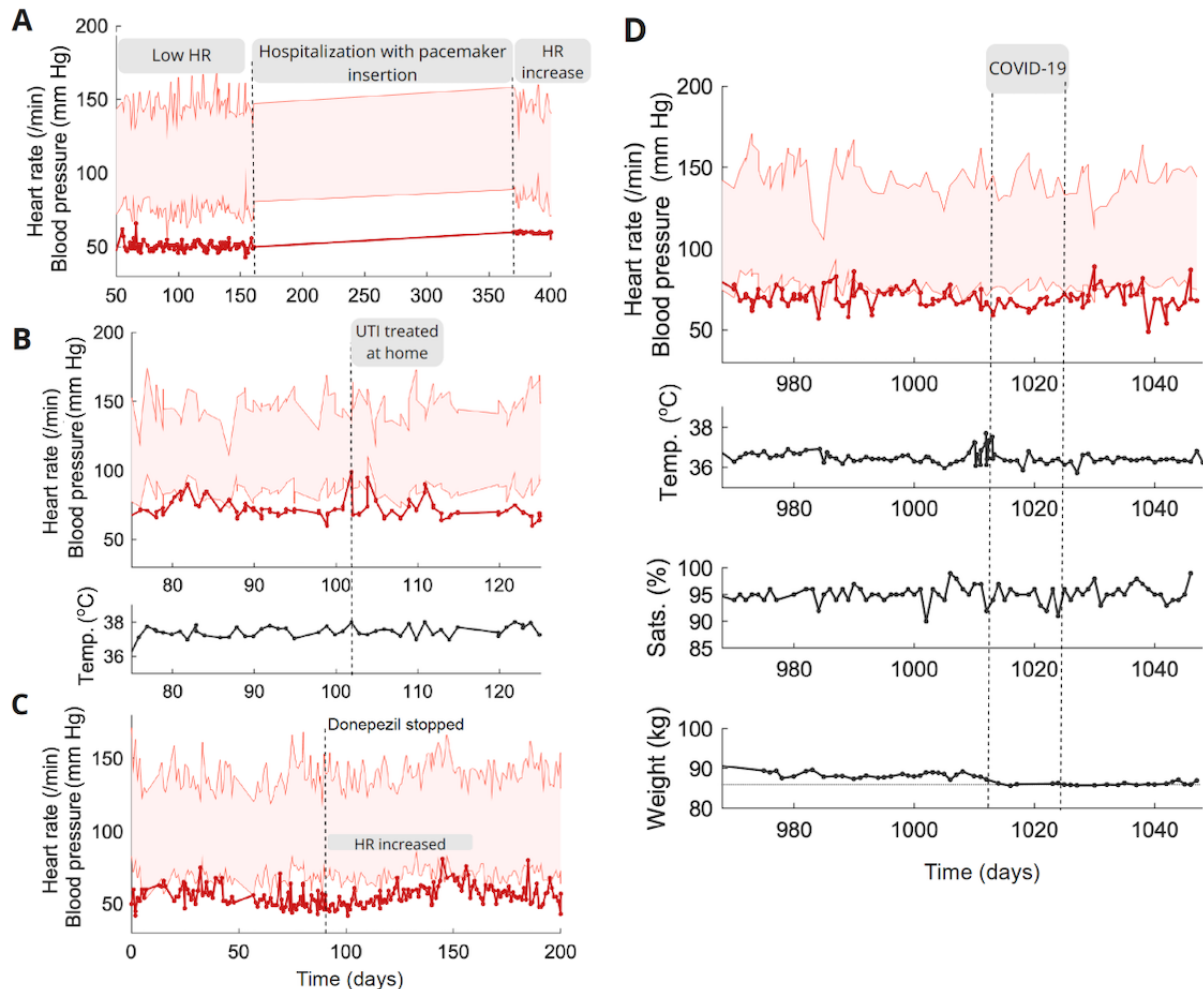 A
Low HR
Hospitalization with pacemaker
insertion
HR
increase
Heart rate (/min)
Blood pressure (mm Hg)
200
150
100
50
50 100 150 200 250 300 350 400
B
UTI treated
at home
Heart rate (/min)
Blood pressure (mm Hg)
200
150
100
50
80 90 100 110 120
Temp. (°C)
38
36
80 90 100 110 120
C
Donepezil stopped
HR increased
Heart rate (/min)
Blood pressure (mm Hg)
150
100
50
0 50 100 150 200
Time (days)
D
COVID-19
Heart rate (/min)
Blood pressure (mm Hg)
200
150
100
50
980 1000 1020 1040
Temp. (°C)
38
36
980 1000 1020 1040
Sats. (%)
100
95
90
85
980 1000 1020 1040
Weight (kg)
100
90
80
980 1000 1020 1040
Time (days)